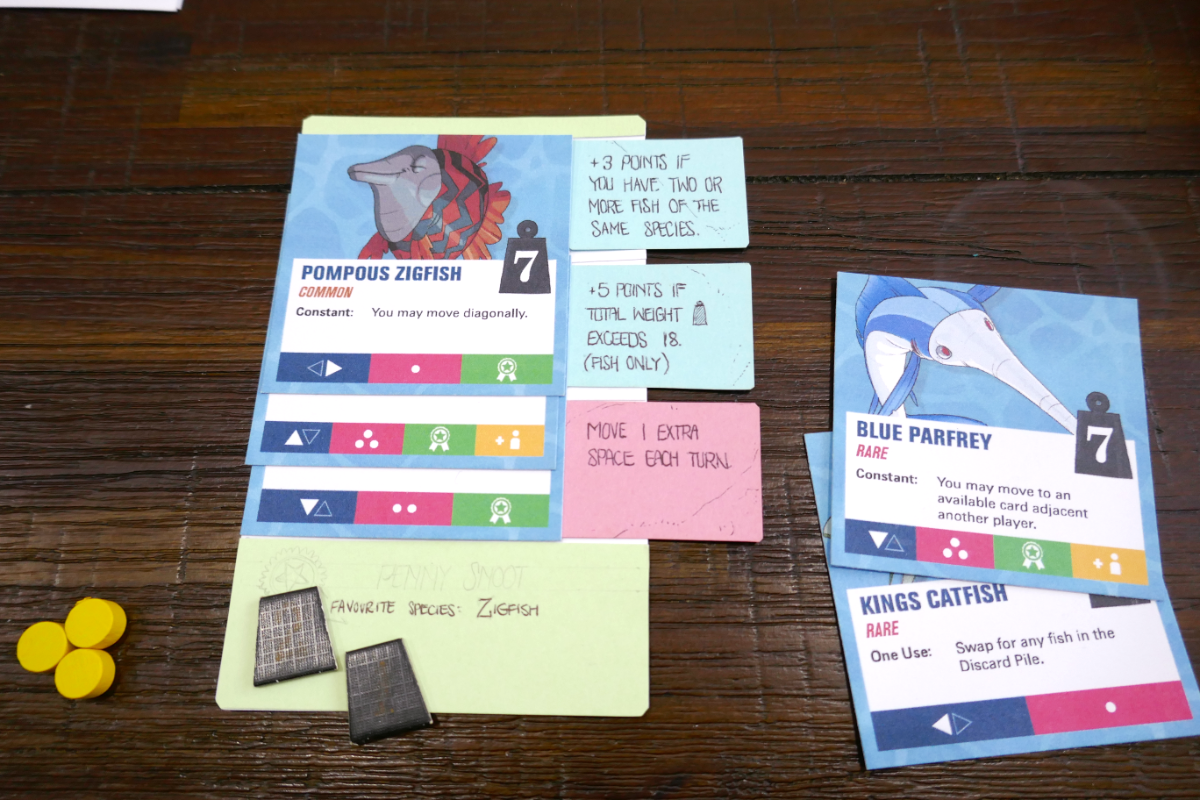 POMPOUS ZIGFISH
COMMON
7
Constant: You may move diagonally.
+
+3 POINTS IF
YOU HAVE TWO OR
MORE FISH OF THE
SAME SPECIES.
+5 POINTS IF
TOTAL WEIGHT
EXCEEDS 18.
(FISH ONLY)
MOVE 1 EXTRA
SPACE EACH TURN.
PENNY SNOOT
FAVOURITE SPECIES: ZIGFISH
BLUE PARFREY
RARE
7
Constant: You may move to an
available card adjacent
another player.
+
KINGS CATFISH
RARE
One Use: Swap for any fish in the
Discard Pile.